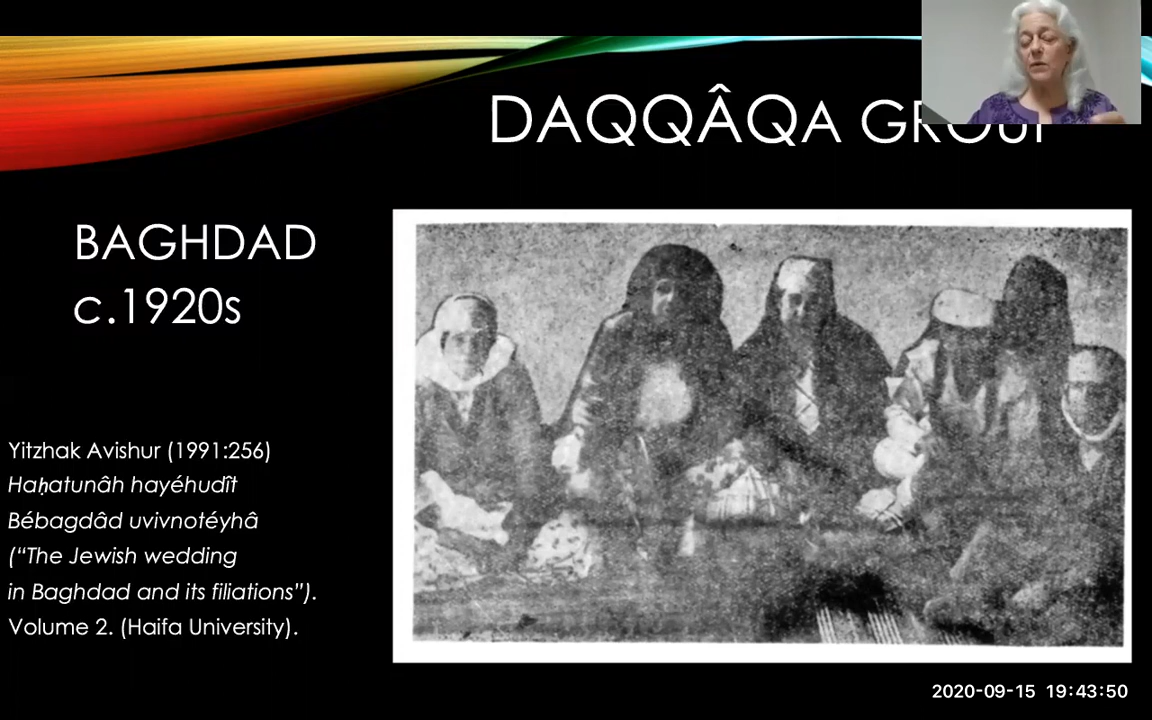 DAQQÂQA GROUP
BAGHDAD
c.1920s
Yitzhak Avishur (1991:256)
Haḥatunâh hayéhudît
Bébagdâd uvivnotéyhâ
(“The Jewish wedding
in Baghdad and its filiations”).
Volume 2. (Haifa University).
2020-09-15 19:43:50